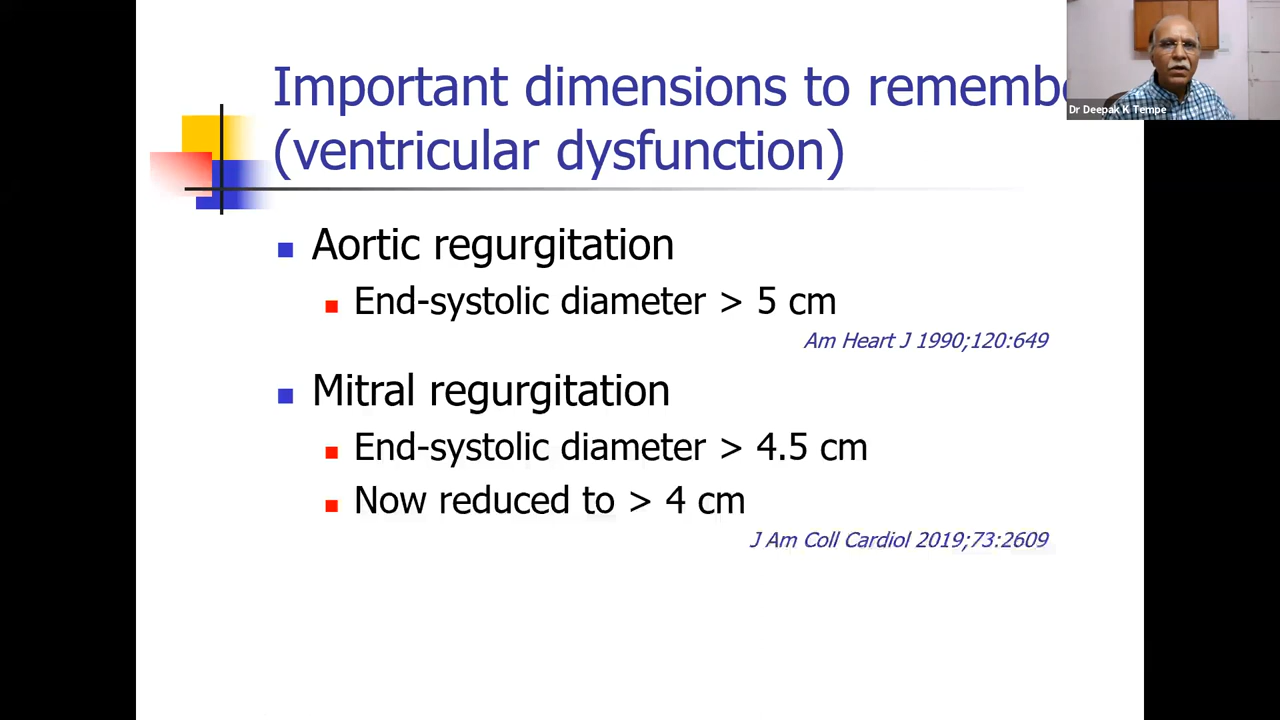 Important dimensions to rememb
(ventricular dysfunction)
Dr Deepak K Tempe
Aortic regurgitation
End-systolic diameter > 5 cm
Am Heart J 1990;120:649
Mitral regurgitation
End-systolic diameter > 4.5 cm
Now reduced to > 4 cm
J Am Coll Cardiol 2019;73:2609